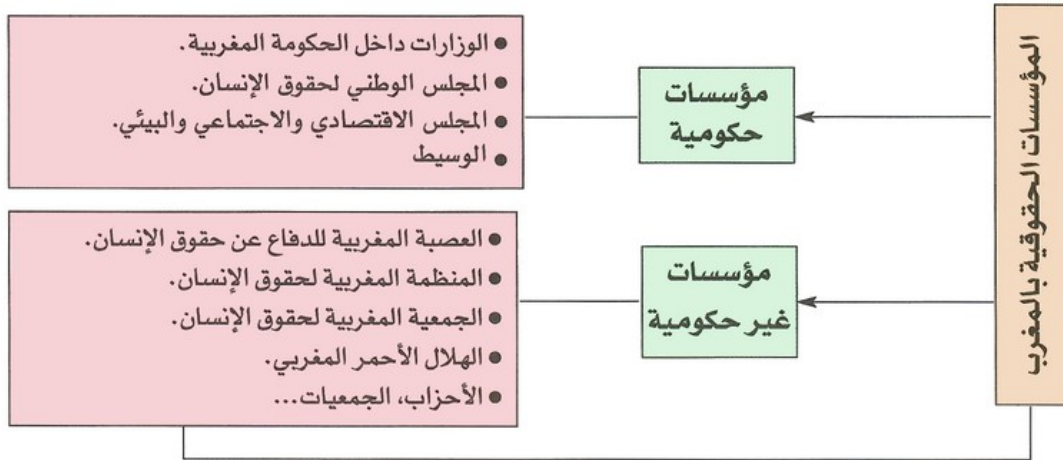 المؤسسات الحقوقية بالمغرب
مؤسسات
حكومية
• الوزارات داخل الحكومة المغربية.
• المجلس الوطني لحقوق الإنسان.
• المجلس الاقتصادي والاجتماعي والبيئي.
• الوسيط
مؤسسات
غير حكومية
• العصبة المغربية للدفاع عن حقوق الإنسان.
• المنظمة المغربية لحقوق الإنسان.
• الجمعية المغربية لحقوق الإنسان.
• الهلال الأحمر المغربي.
• الأحزاب، الجمعيات...